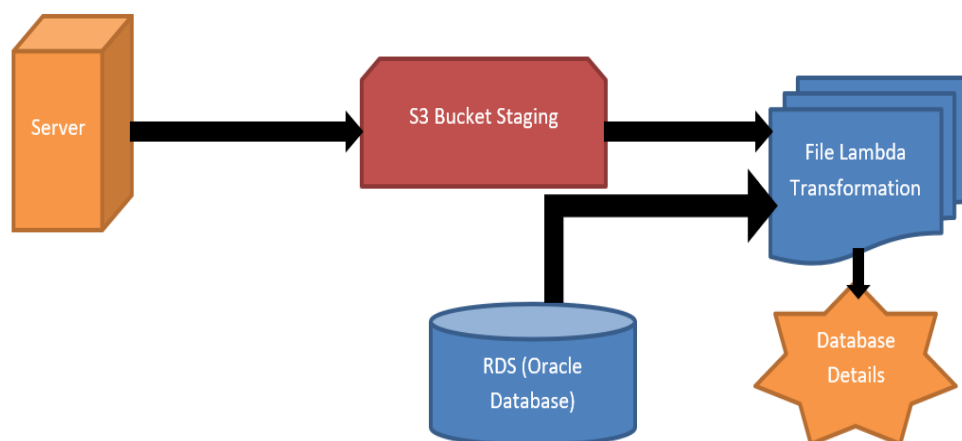 Server
S3 Bucket Staging
File Lambda
Transformation
RDS (Oracle
Database)
Database
Details